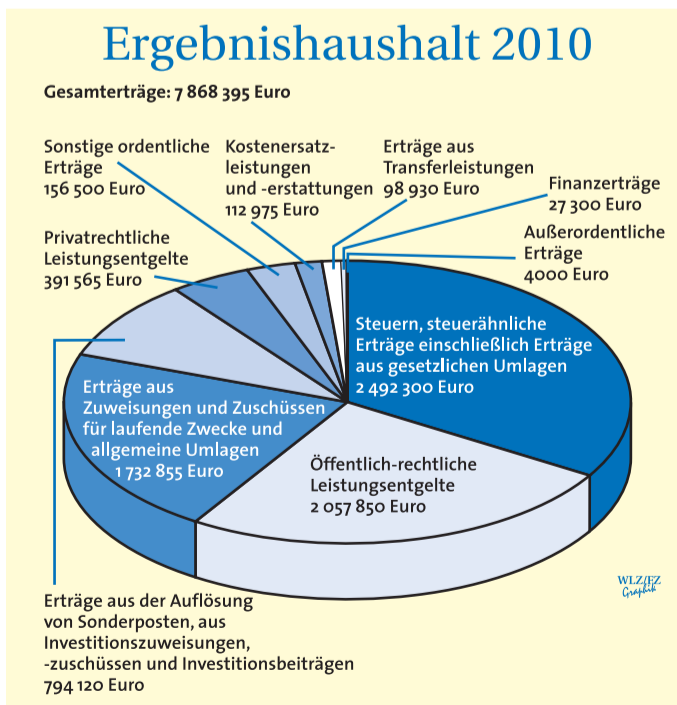 Ergebnishaushalt 2010
Gesamterträge: 7 868 395 Euro
Sonstige ordentliche
Erträge
156 500 Euro
Kostenersatz-
leistungen
und -erstattungen
112 975 Euro
Erträge aus
Transferleistungen
98 930 Euro
Finanzerträge
27 300 Euro
Außerordentliche
Erträge
4000 Euro
Privatrechtliche
Leistungsentgelte
391 565 Euro
Steuern, steuerähnliche
Erträge einschließlich Erträge
aus gesetzlichen Umlagen
2 492 300 Euro
Erträge aus
Zuweisungen und Zuschüssen
für laufende Zwecke und
allgemeine Umlagen
1 732 855 Euro
Öffentlich-rechtliche
Leistungsentgelte
2 057 850 Euro
Erträge aus der Auflösung
von Sonderposten, aus
Investitionszuweisungen,
-zuschüssen und Investitionsbeiträgen
794 120 Euro
WLZ/FZ
Graphik